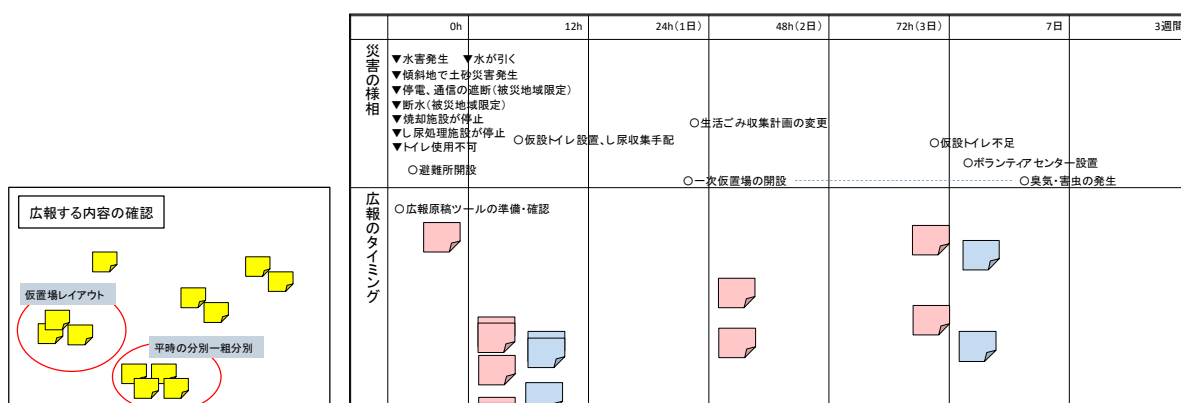 0h 12h 24h(1日) 48h(2日) 72h(3日) 7日 3週間
災害の様相
▼水害発生 ▼水が引く
▼傾斜地で土砂災害発生
▼停電、通信の遮断(被災地域限定)
▼断水(被災地域限定)
▼焼却施設が停止
▼し尿処理施設が停止
▼トイレ使用不可
○避難所開設
○仮設トイレ設置、し尿収集手配
○生活ごみ収集計画の変更
○一次仮置場の開設
○仮設トイレ不足
○ボランティアセンター設置
○臭気・害虫の発生
広報のタイミング
○広報原稿ツールの準備・確認
広報する内容の確認
仮置場レイアウト
平時の分別ー粗分別